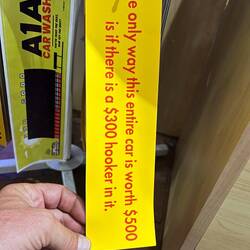 e only way this entire car is worth $500
is if there is a $300 hooker in it.
A1A
CAR WASH